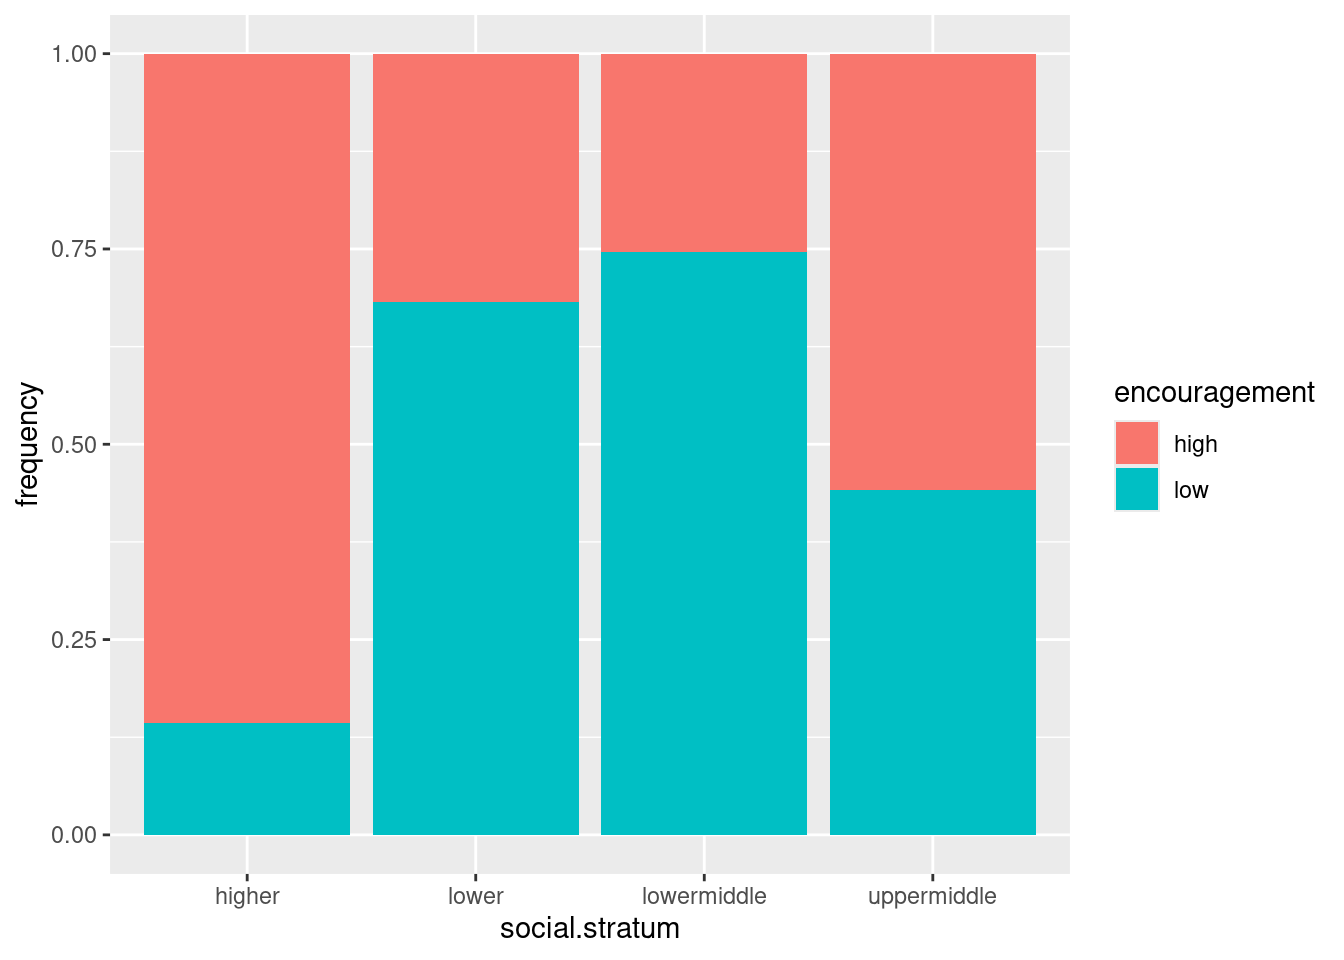 frequency
1.00
0.75
0.50
0.25
0.00
higher
lower
lowermiddle
uppermiddle
social.stratum
encouragement
high
low